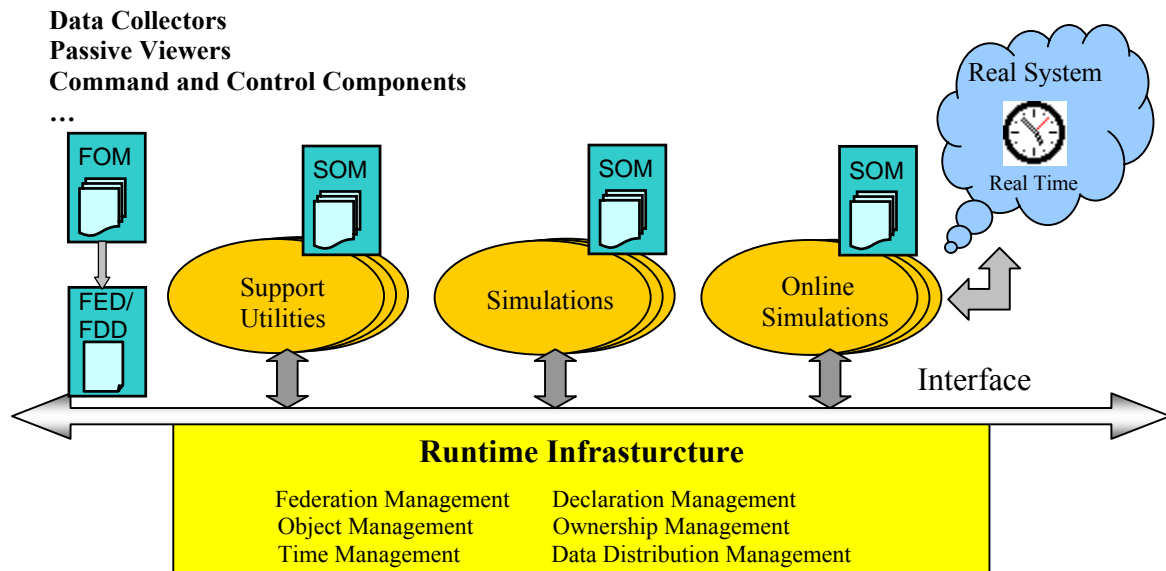 Data Collectors
Passive Viewers
Command and Control Components
…
Real System
Real Time
FOM
SOM
SOM
SOM
FED/
FDD
Support
Utilities
Simulations
Online
Simulations
Interface
Runtime Infrasturcture
Federation Management
Declaration Management
Object Management
Ownership Management
Time Management
Data Distribution Management